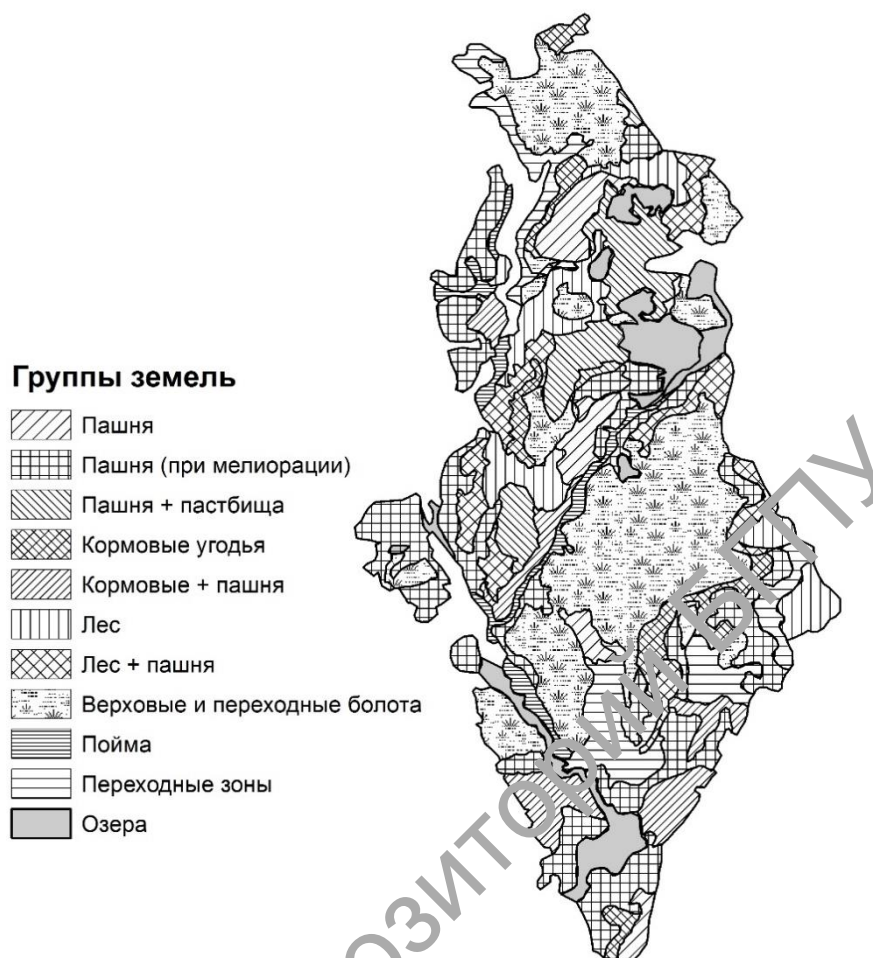 Группы земель
Пашня
Пашня (при мелиорации)
Пашня + пастбища
Кормовые угодья
Кормовые + пашня
Лес
Лес + пашня
Верховые и переходные болота
Пойма
Переходные зоны
Озера
БГПУ